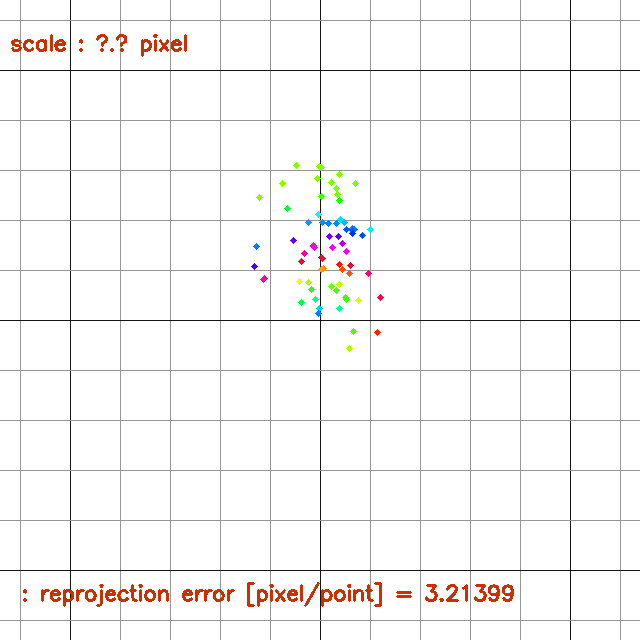 scale : ?.? pixel
: reprojection error [pixel/point] = 3.21399